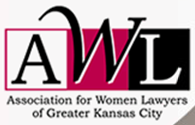 AWL
Association for Women Lawyers
of Greater Kansas City